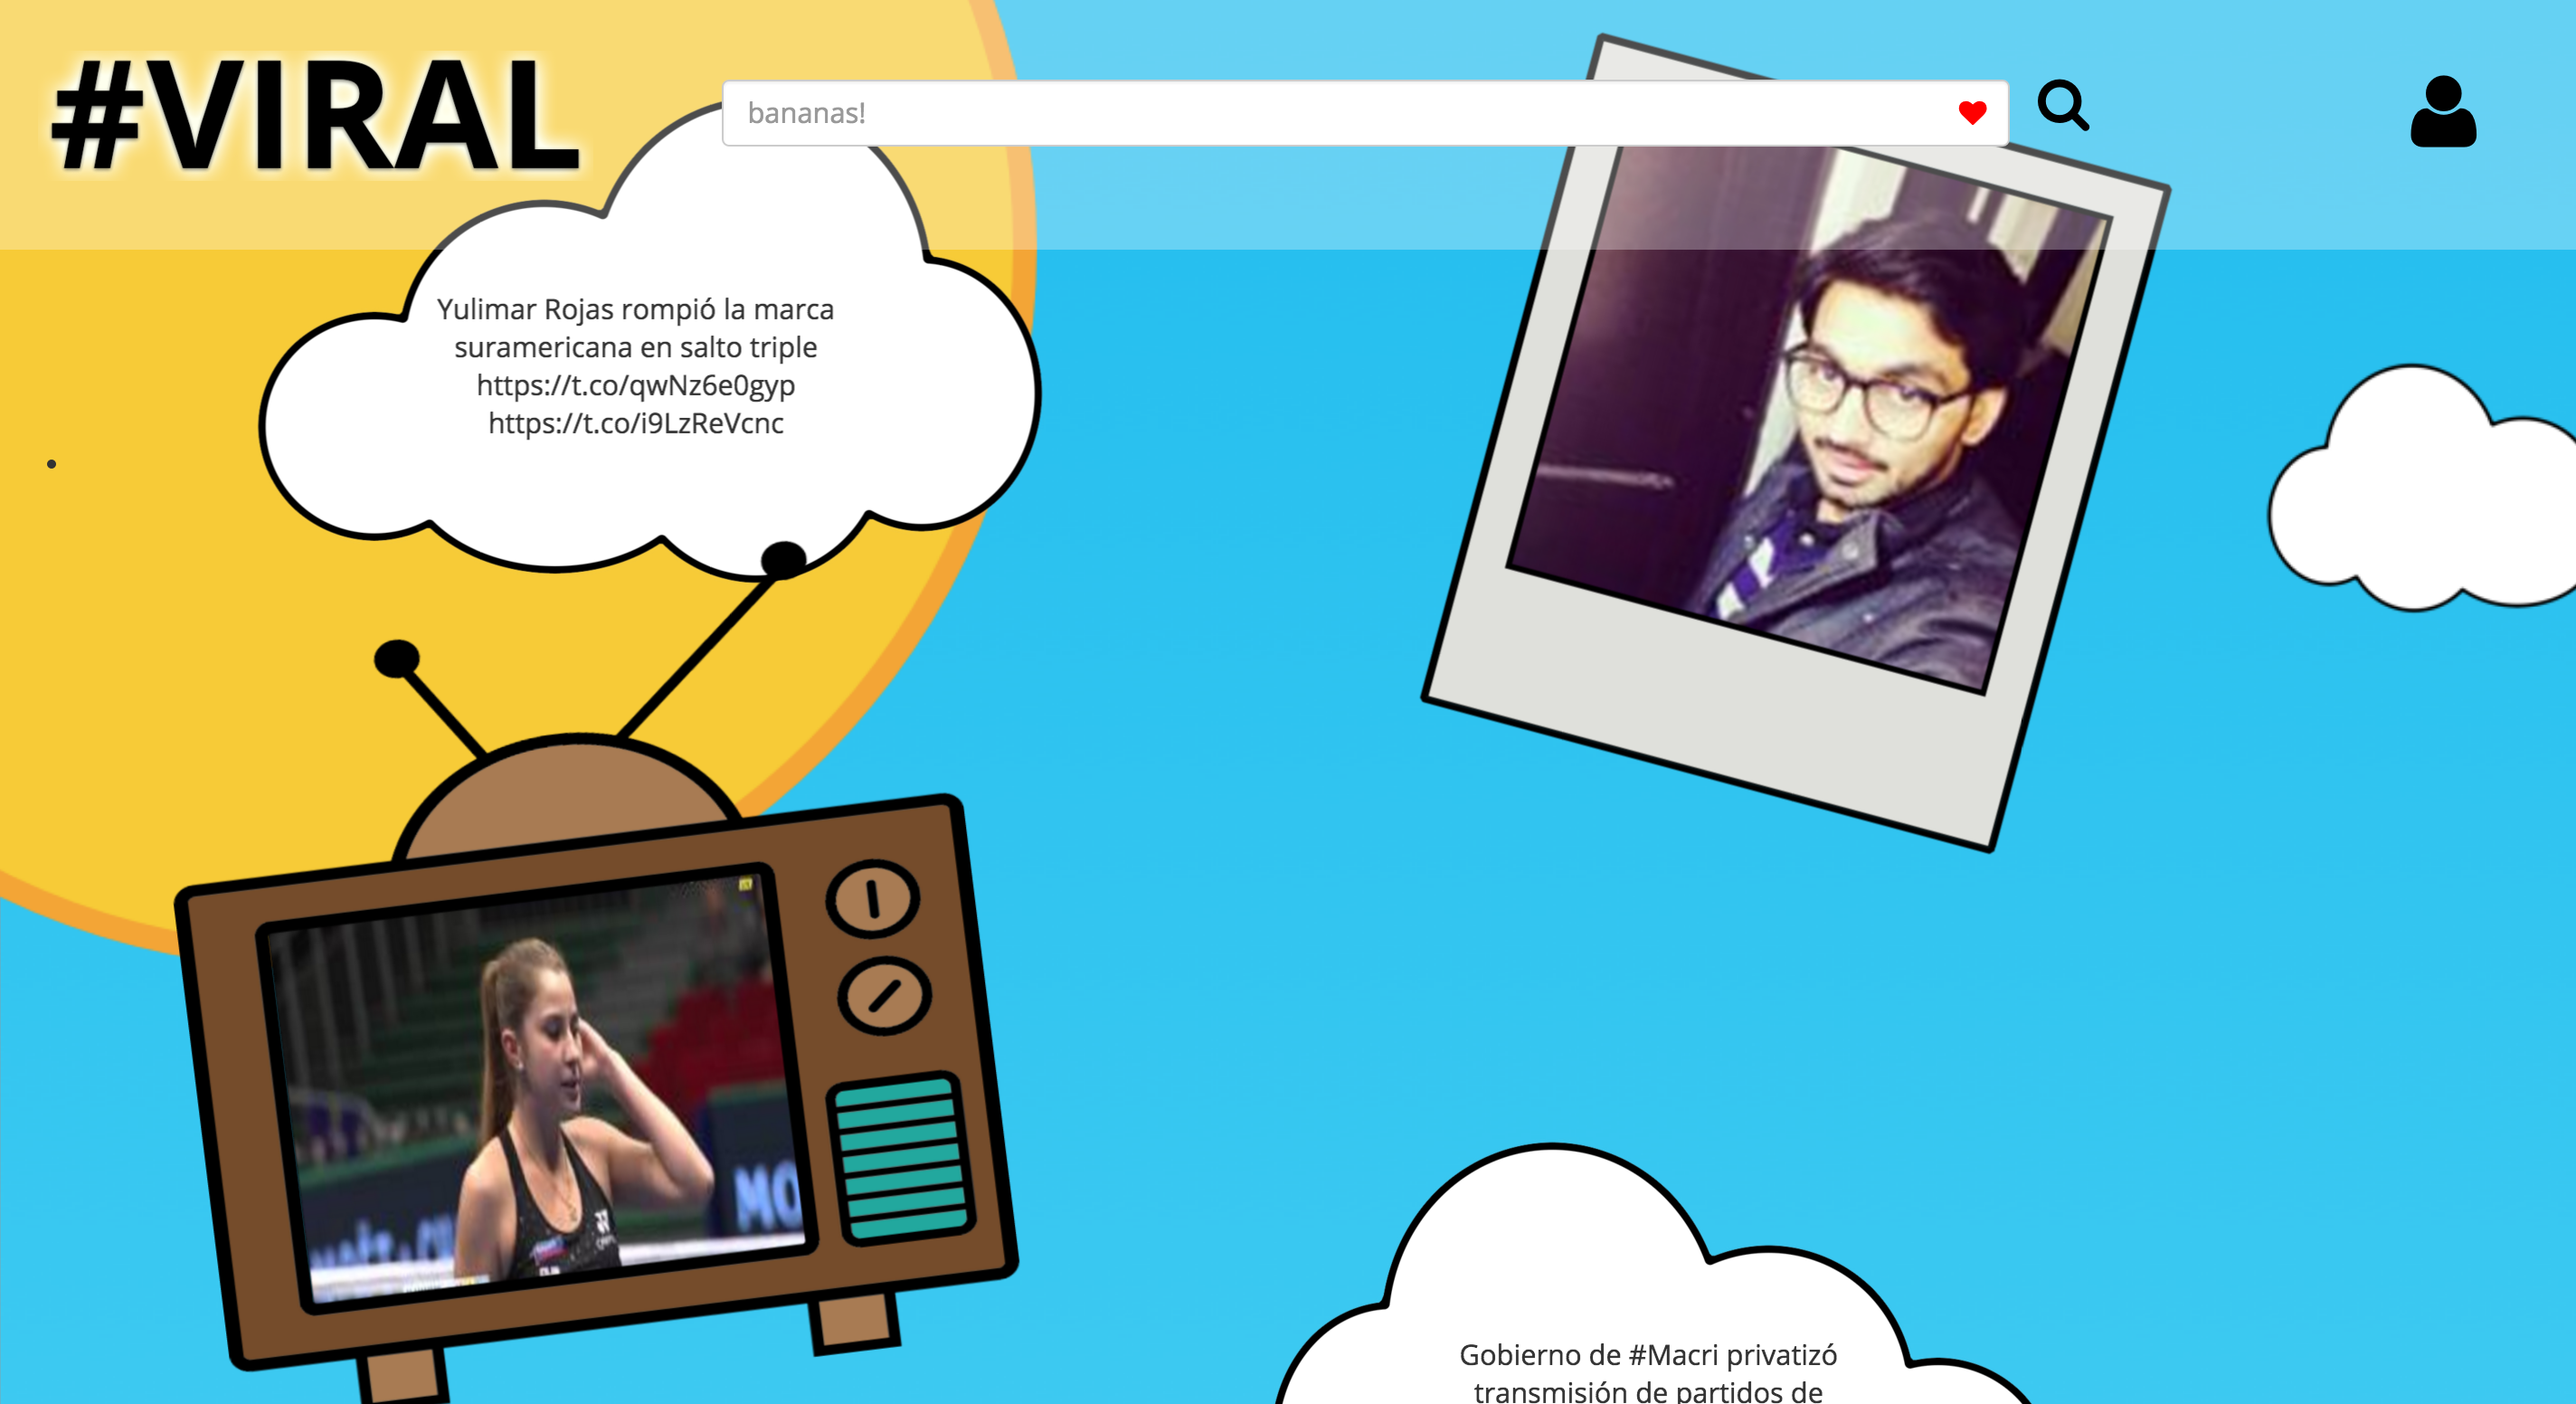 #VIRAL
bananas!
Yulimar Rojas rompió la marca
suramericana en salto triple
https://t.co/qwNz6e0gyp
https://t.co/i9LzReVcnc
MO
Gobierno de #Macri privatizó
transmisión de partidos de